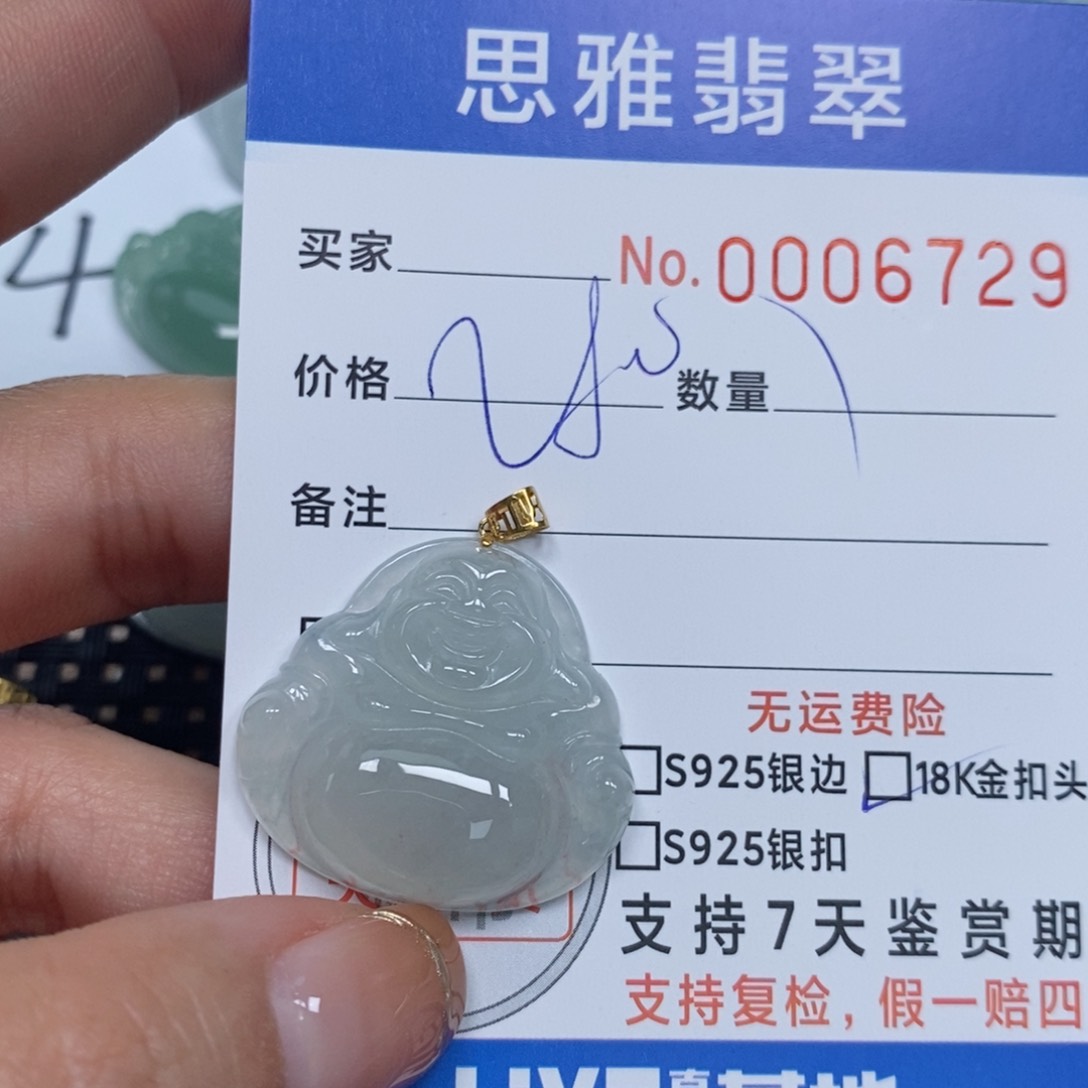 思雅翡翠
4
买家 No.0006729
价格 数量
备注
无运费险
S925银边 18K金扣头
S925银扣
支持7天鉴赏期
支持复检，假一赔四